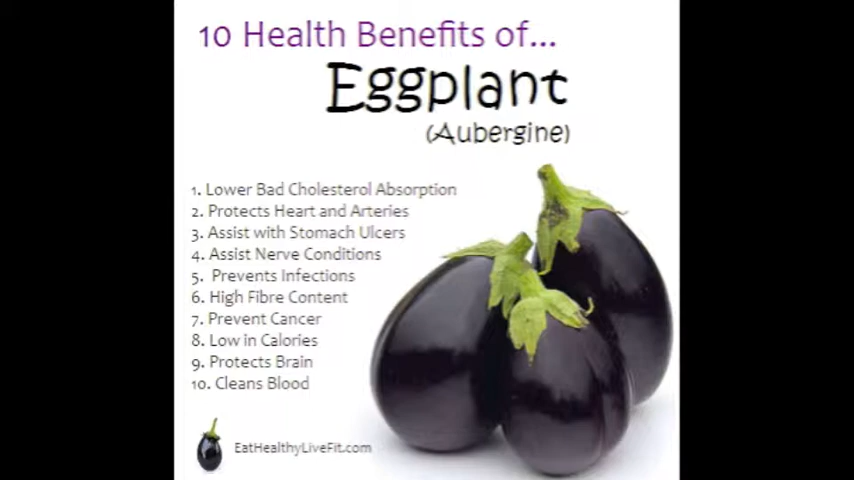 10 Health Benefits of...
Eggplant
(Aubergine)
1. Lower Bad Cholesterol Absorption
2. Protects Heart and Arteries
3. Assist with Stomach Ulcers
4. Assist Nerve Conditions
5. Prevents Infections
6. High Fibre Content
7. Prevent Cancer
8. Low in Calories
9. Protects Brain
10. Cleans Blood
EatHealthyLiveFit.com